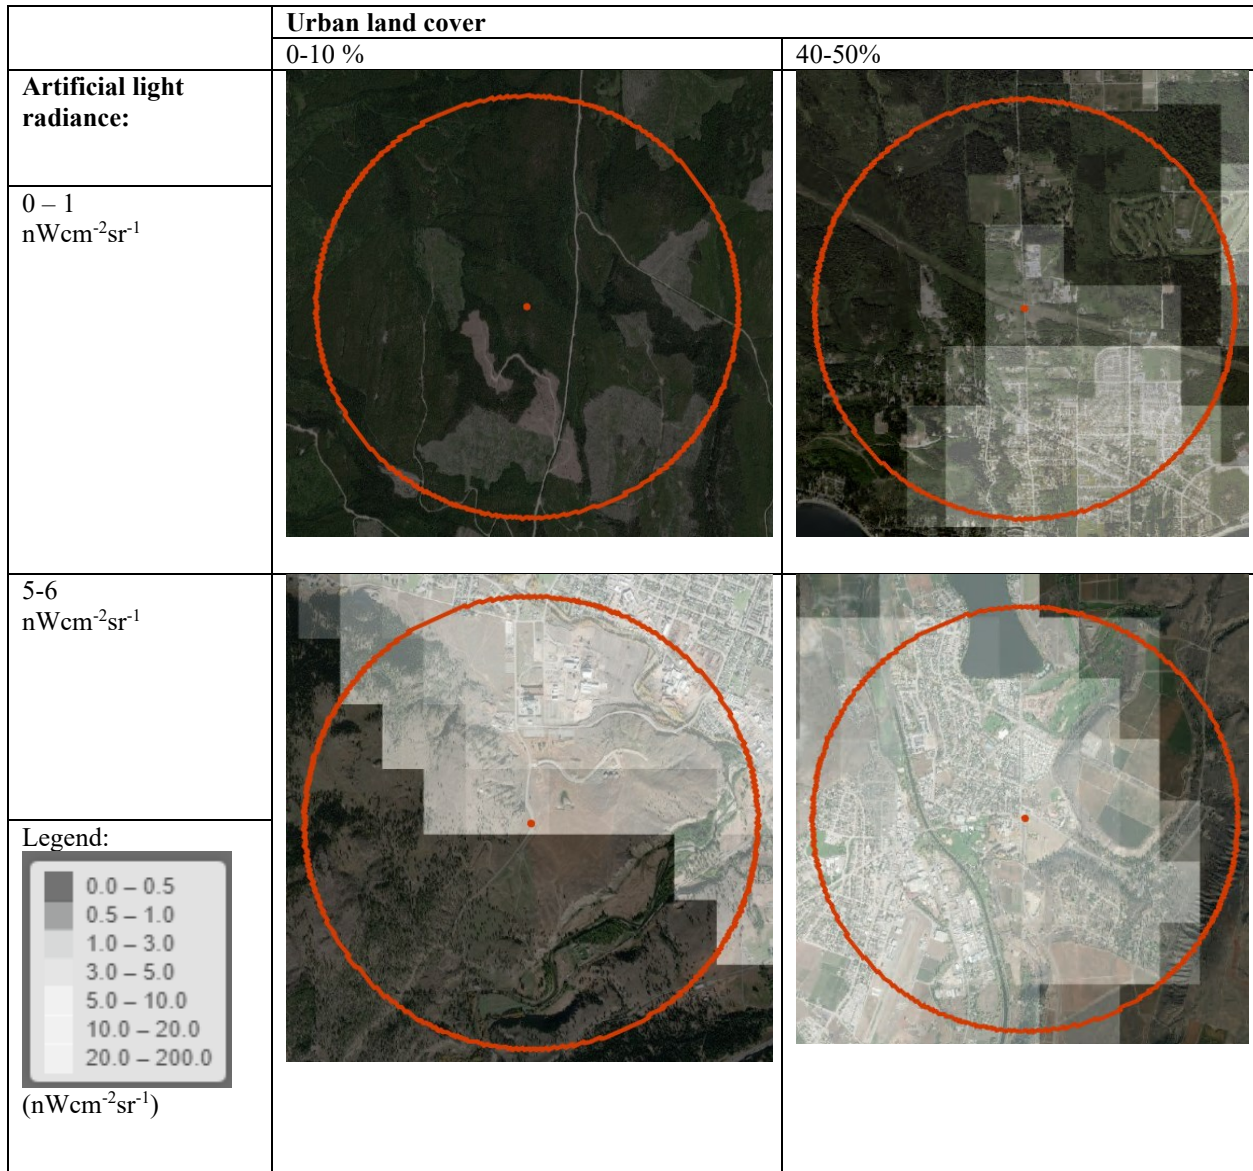 Urban land cover
0-10 %
40-50%
Artificial light
radiance:
0 – 1
nWcm⁻²sr⁻¹
5-6
nWcm⁻²sr⁻¹
Legend:
0.0 – 0.5
0.5 – 1.0
1.0 – 3.0
3.0 – 5.0
5.0 – 10.0
10.0 – 20.0
20.0 – 200.0
(nWcm⁻²sr⁻¹)